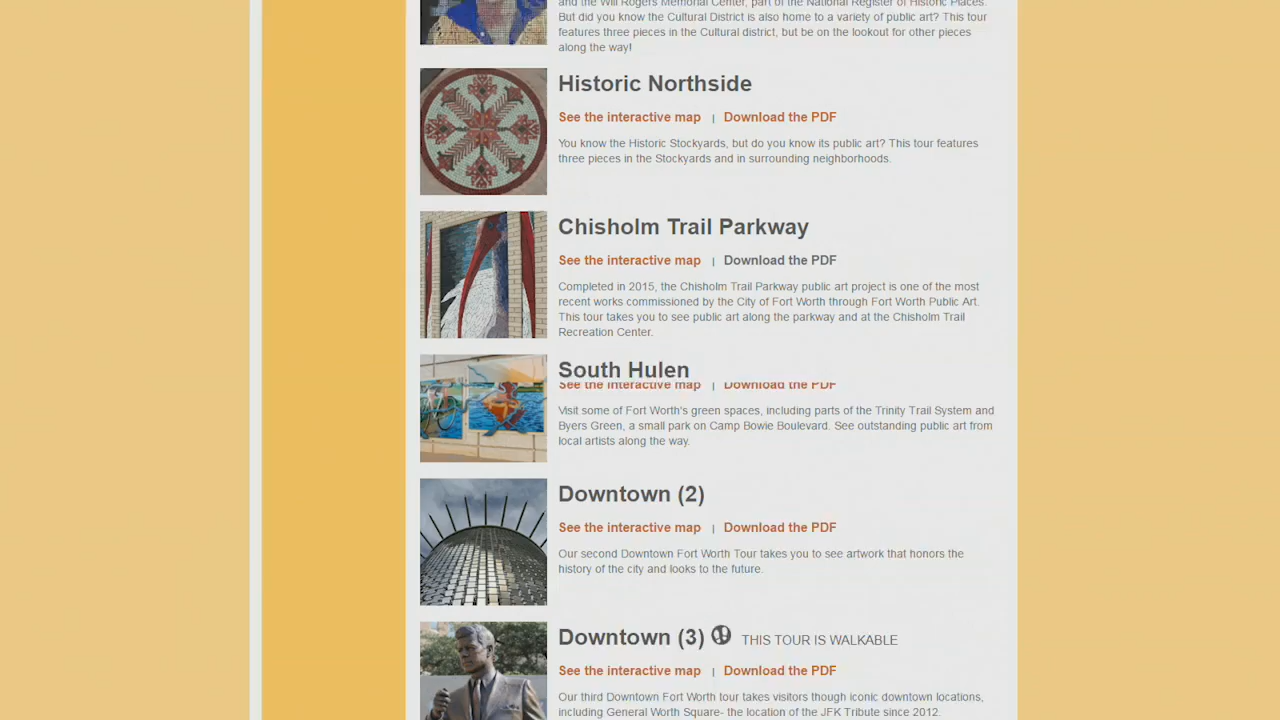 and the Will Rogers Memorial Center, part of the National Register of Historic Places.
But did you know the Cultural District is also home to a variety of public art? This tour
features three pieces in the Cultural district, but be on the lookout for other pieces
along the way!
Historic Northside
See the interactive map | Download the PDF
You know the Historic Stockyards, but do you know its public art? This tour features
three pieces in the Stockyards and in surrounding neighborhoods.
Chisholm Trail Parkway
See the interactive map | Download the PDF
Completed in 2015, the Chisholm Trail Parkway public art project is one of the most
recent works commissioned by the City of Fort Worth through Fort Worth Public Art.
This tour takes you to see public art along the parkway and at the Chisholm Trail
Recreation Center.
South Hulen
See the interactive map | Download the PDF
Visit some of Fort Worth's green spaces, including parts of the Trinity Trail System and
Byers Green, a small park on Camp Bowie Boulevard. See outstanding public art from
local artists along the way.
Downtown (2)
See the interactive map | Download the PDF
Our second Downtown Fort Worth Tour takes you to see artwork that honors the
history of the city and looks to the future.
Downtown (3) THIS TOUR IS WALKABLE
See the interactive map | Download the PDF
Our third Downtown Fort Worth tour takes visitors though iconic downtown locations,
including General Worth Square- the location of the JFK Tribute since 2012.